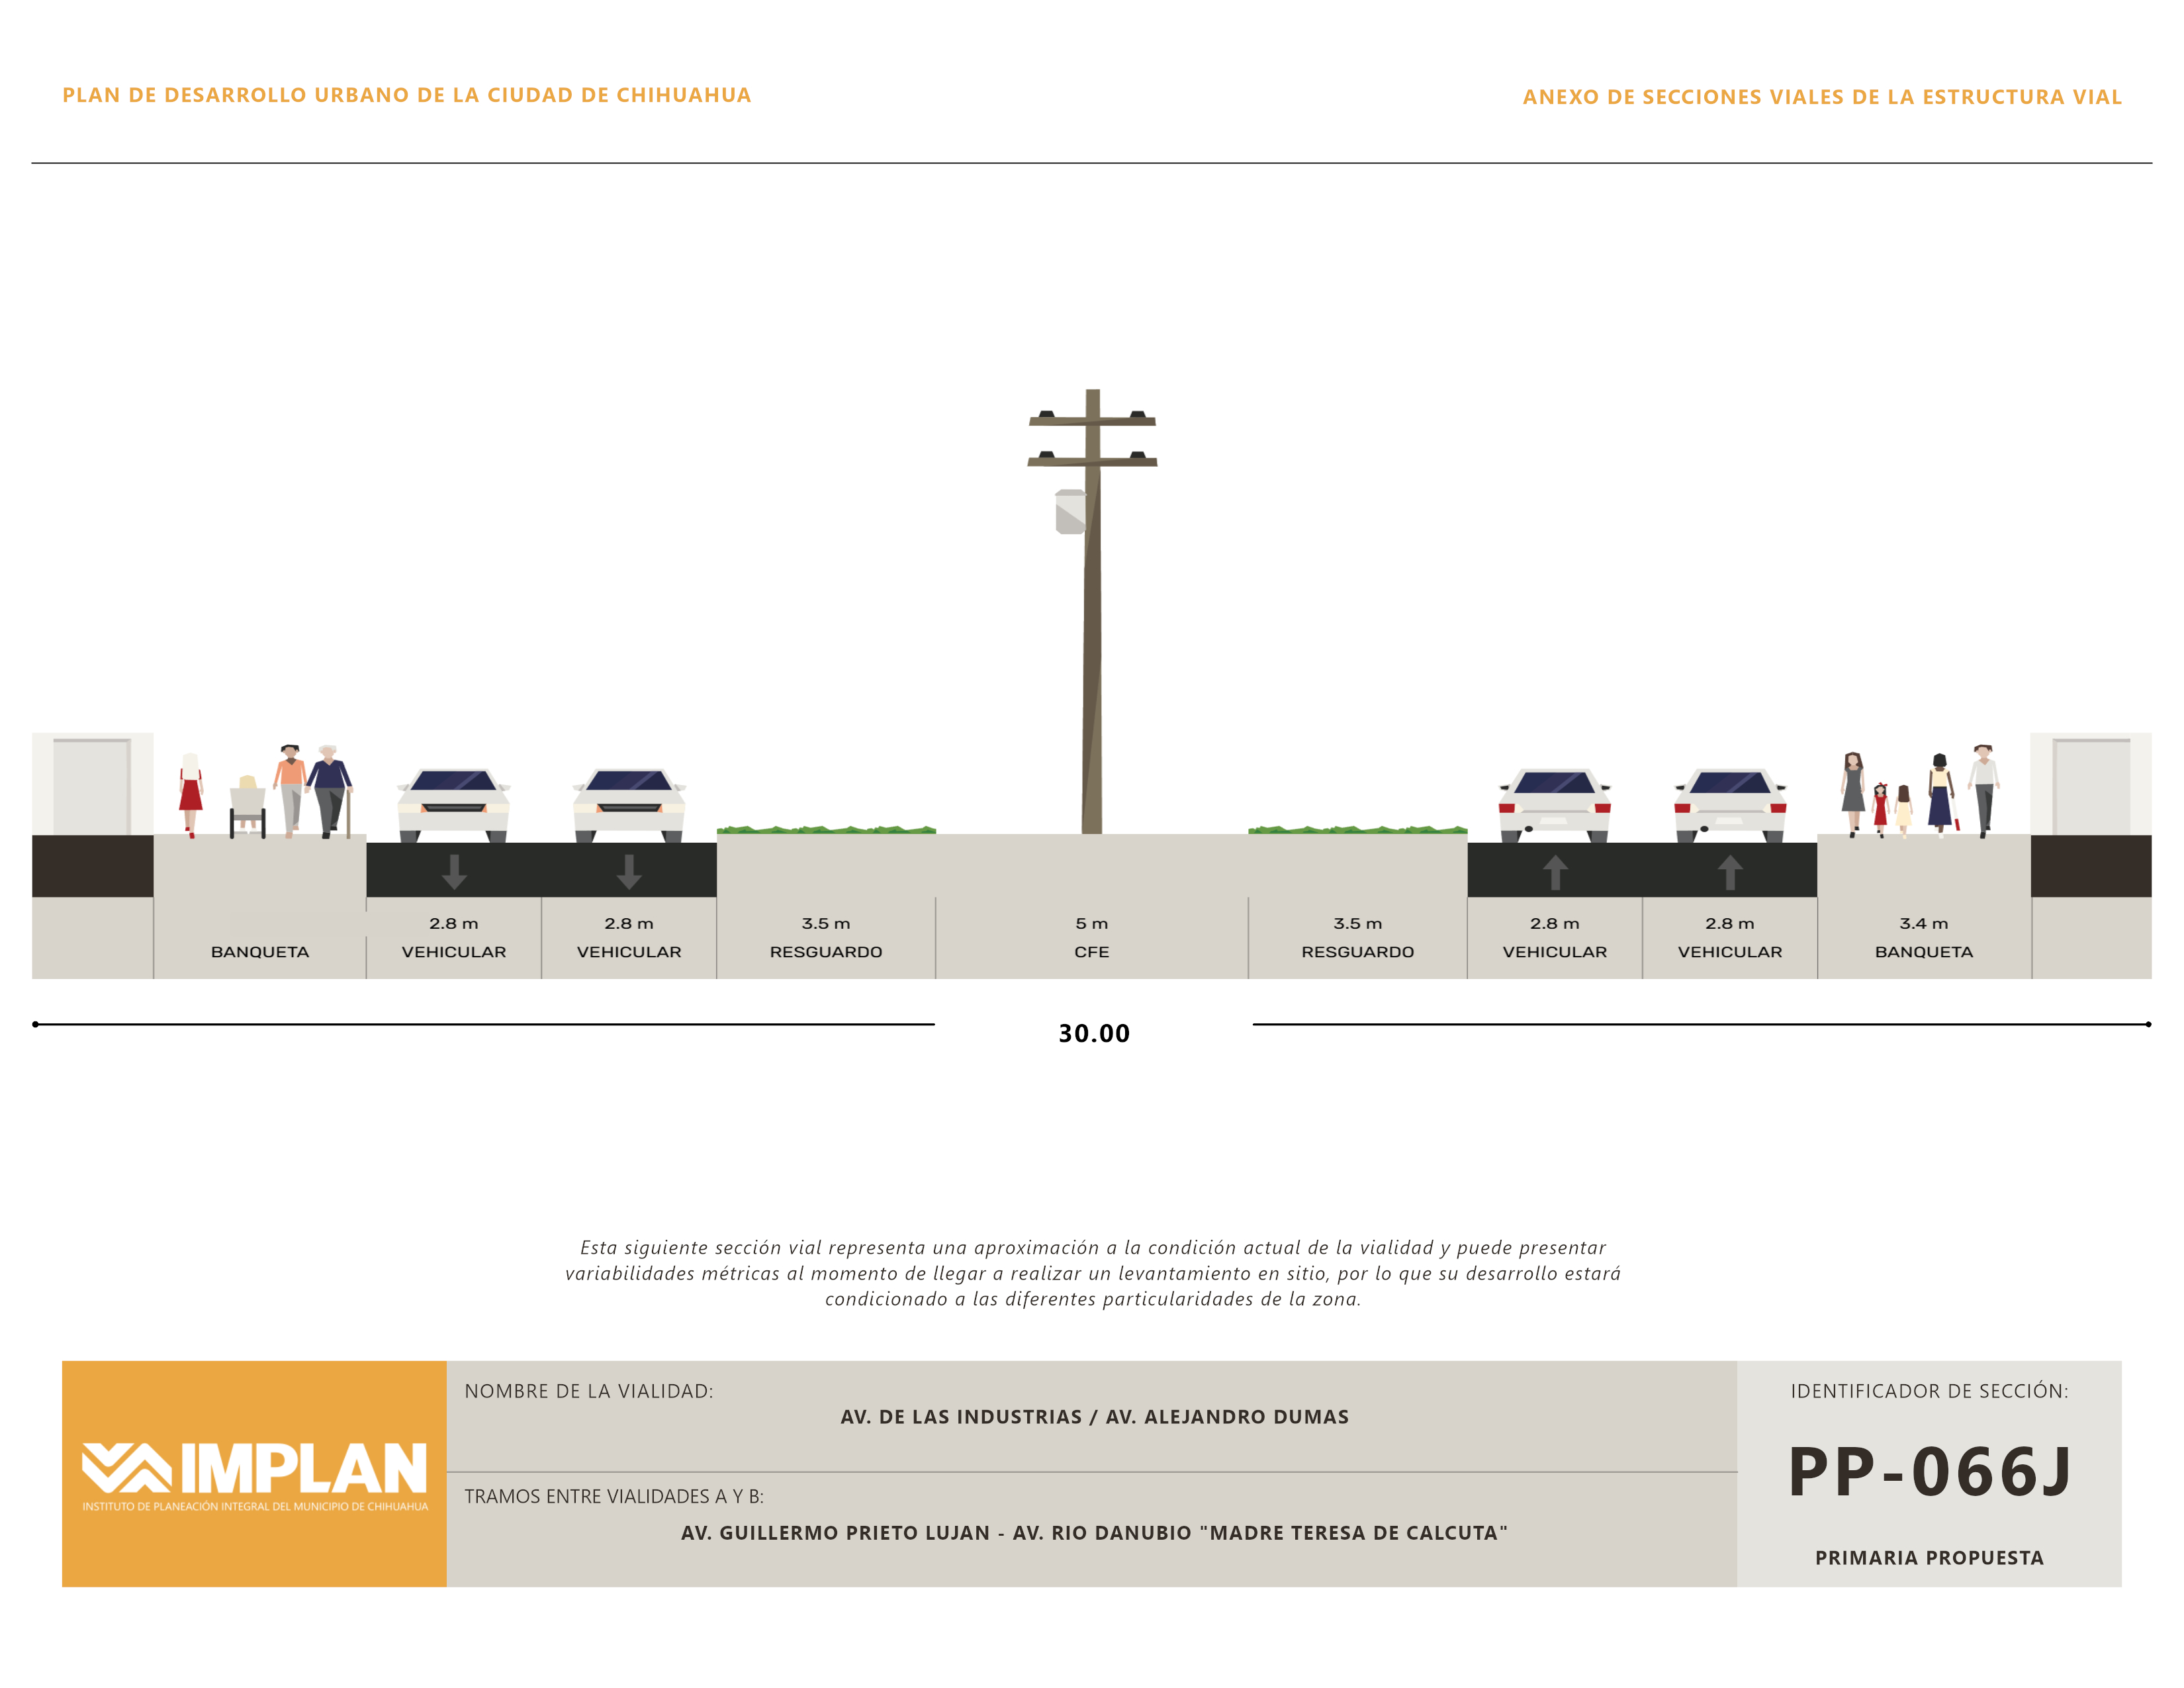 PLAN DE DESARROLLO URBANO DE LA CIUDAD DE CHIHUAHUA
ANEXO DE SECCIONES VIALES DE LA ESTRUCTURA VIAL
BANQUETA
2.8 m
VEHICULAR
2.8 m
VEHICULAR
3.5 m
RESGUARDO
5 m
CFE
3.5 m
RESGUARDO
2.8 m
VEHICULAR
2.8 m
VEHICULAR
3.4 m
BANQUETA
30.00
Esta siguiente sección vial representa una aproximación a la condición actual de la vialidad y puede presentar
variabilidades métricas al momento de llegar a realizar un levantamiento en sitio, por lo que su desarrollo estará
condicionado a las diferentes particularidades de la zona.
IMPLAN
INSTITUTO DE PLANEACIÓN INTEGRAL DEL MUNICIPIO DE CHIHUAHUA
NOMBRE DE LA VIALIDAD:
AV. DE LAS INDUSTRIAS / AV. ALEJANDRO DUMAS
TRAMOS ENTRE VIALIDADES A Y B:
AV. GUILLERMO PRIETO LUJAN - AV. RIO DANUBIO "MADRE TERESA DE CALCUTA"
IDENTIFICADOR DE SECCIÓN:
PP-066J
PRIMARIA PROPUESTA